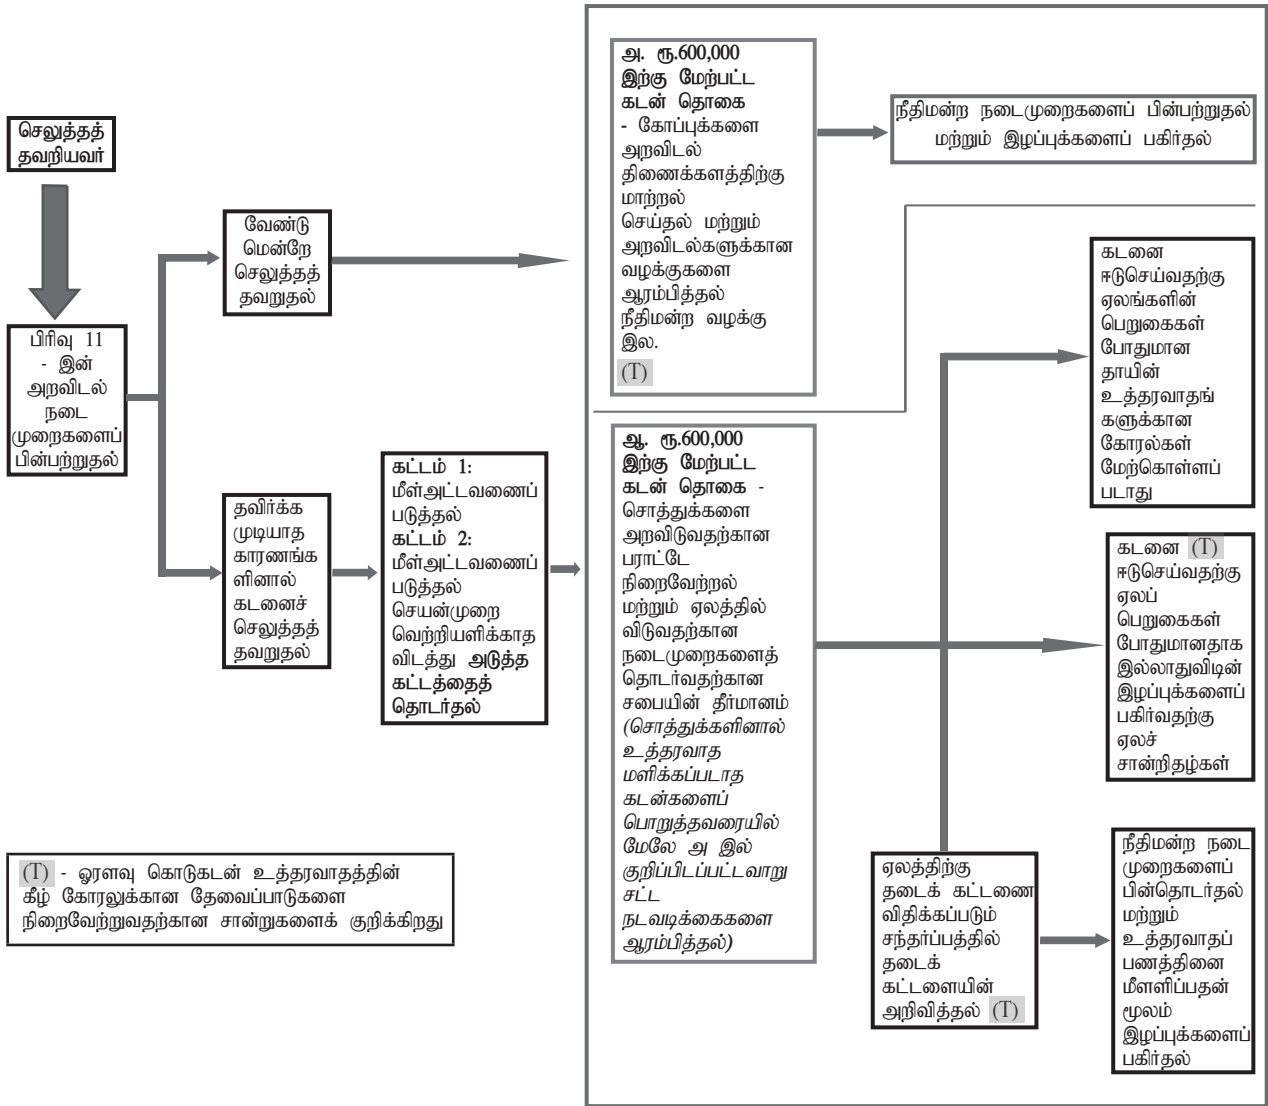 செலுத்தத்
தவறியவர்
பிரிவு 11
- இன்
அறவிடல்
நடை
முறைகளைப்
பின்பற்றுதல்
வேண்டு
மென்றே
செலுத்தத்
தவறுதல்
தவிர்க்க
முடியாத
காரணங்க
ளினால்
கடனைச்
செலுத்தத்
தவறுதல்
கட்டம் 1:
மீள்அட்டவணைப்
படுத்தல்
கட்டம் 2:
மீள்அட்டவணைப்
படுத்தல்
செயன்முறை
வெற்றியளிக்காத
விடத்து அடுத்த
கட்டத்தைத்
தொடர்தல்
அ. ரூ.600,000
இற்கு மேற்பட்ட
கடன் தொகை
- கோப்புக்களை
அறவிடல்
திணைக்களத்திற்கு
மாற்றல்
செய்தல் மற்றும்
அறவிடல்களுக்கான
வழக்குகளை
ஆரம்பித்தல்
நீதிமன்ற வழக்கு
இல.
(T)
நீதிமன்ற நடைமுறைகளைப் பின்பற்றுதல்
மற்றும் இழப்புக்களைப் பகிர்தல்
ஆ. ரூ.600,000
இற்கு மேற்பட்ட
கடன் தொகை -
சொத்துக்களை
அறவிடுவதற்கான
பராட்டே
நிறைவேற்றல்
மற்றும் ஏலத்தில்
விடுவதற்கான
நடைமுறைகளைத்
தொடர்வதற்கான
சபையின் தீர்மானம்
(சொத்துக்களினால்
உத்தரவாத
மளிக்கப்படாத
கடன்களைப்
பொறுத்தவரையில்
மேலே அ இல்
குறிப்பிடப்பட்டவாறு
சட்ட
நடவடிக்கைகளை
ஆரம்பித்தல்)
கடனை
ஈடுசெய்வதற்கு
ஏலங்களின்
பெறுகைகள்
போதுமான
தாயின்
உத்தரவாதங்
களுக்கான
கோரல்கள்
மேற்கொள்ளப்
படாது
கடனை (T)
ஈடுசெய்வதற்கு
ஏலப்
பெறுகைகள்
போதுமானதாக
இல்லாதுவிடின்
இழப்புக்களைப்
பகிர்வதற்கு
ஏலச்
சான்றிதழ்கள்
ஏலத்திற்கு
தடைக் கட்டணை
விதிக்கப்படும்
சந்தர்ப்பத்தில்
தடைக்
கட்டளையின்
அறிவித்தல் (T)
நீதிமன்ற நடை
முறைகளைப்
பின்தொடர்தல்
மற்றும்
உத்தரவாதப்
பணத்தினை
மீளளிப்பதன்
மூலம்
இழப்புக்களைப்
பகிர்தல்
(T) - ஓரளவு கொடுகடன் உத்தரவாதத்தின்
கீழ் கோரலுக்கான தேவைப்பாடுகளை
நிறைவேற்றுவதற்கான சான்றுகளைக் குறிக்கிறது